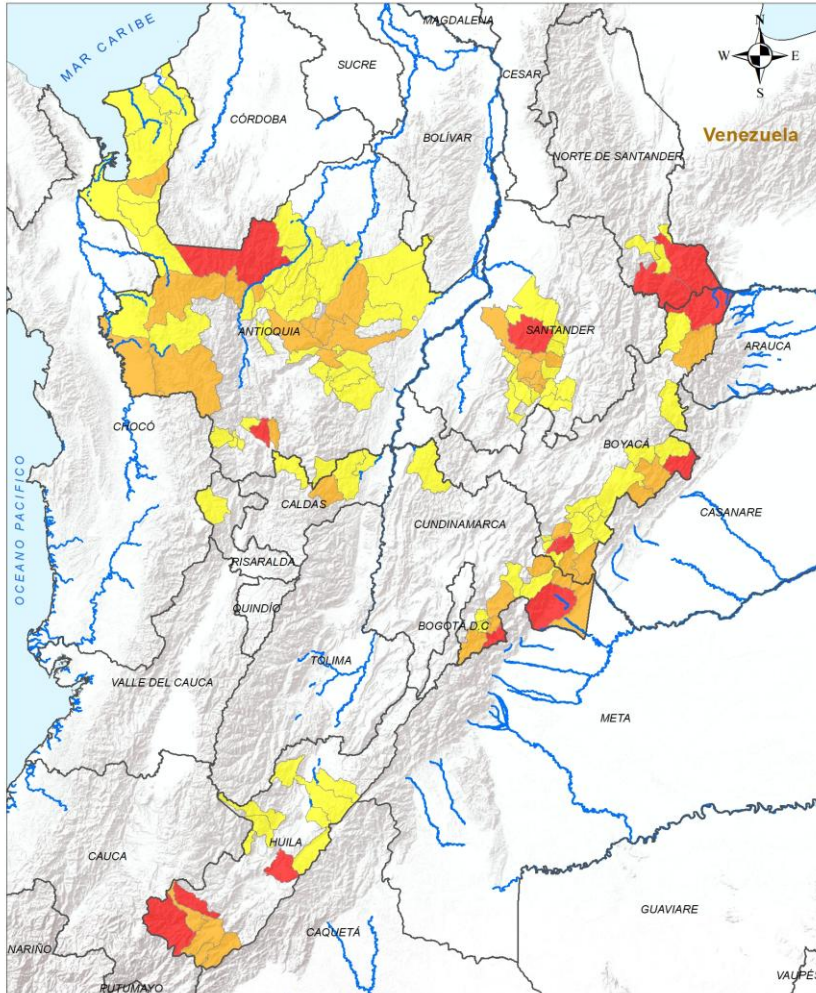 MAGDALENA
N
MAR CARIBE
SUCRE
CESAR
W
E
S
CÓRDOBA
BOLÍVAR
Venezuela
NORTE DE SANTANDER
ANTIOQUIA
SANTANDER
ARAUCA
CHOCÓ
BOYACÁ
OCEANO PACIFICO
CALDAS
CASANARE
CUNDINAMARCA
RISARALDA
QUINDÍO
BOGOTÁ D.C
TOLIMA
VALLE DEL CAUCA
META
HUILA
CAUCA
GUAVIARE
CAQUETÁ
NARIÑO
PUTUMAYO
VAUPÉS